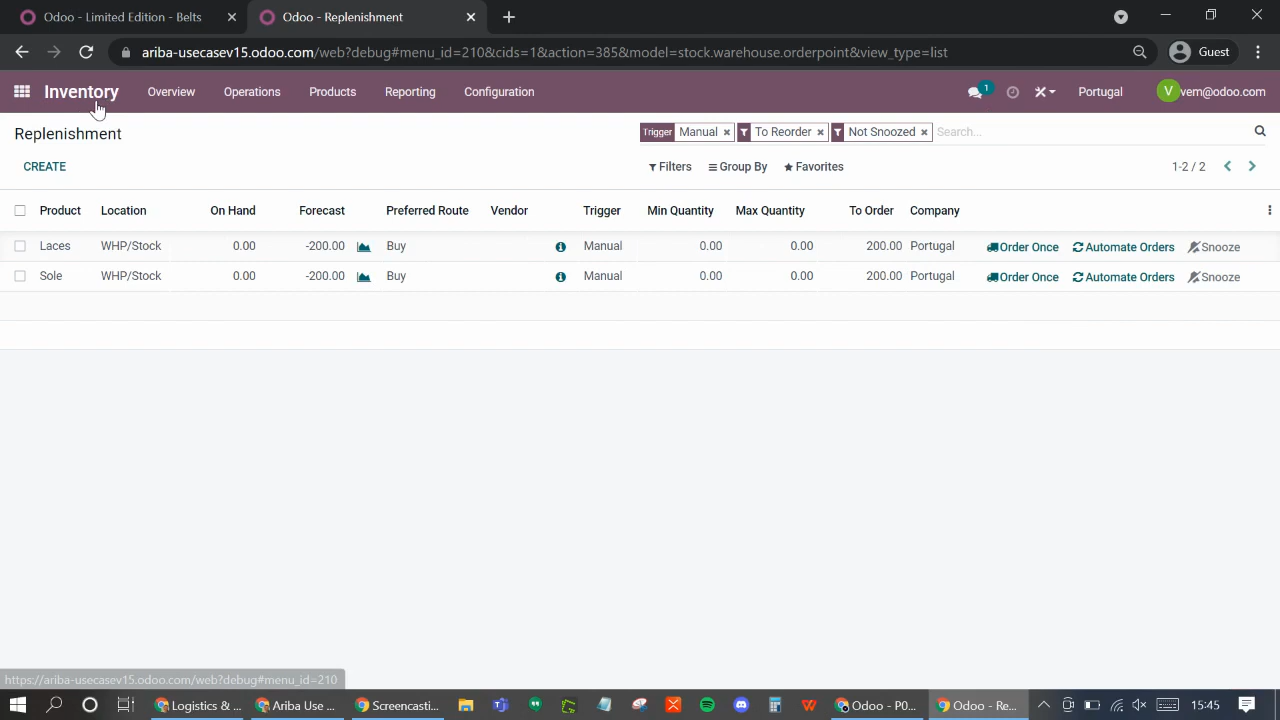 Odoo - Limited Edition - Belts
Odoo - Replenishment
ariba-usecasev15.odoo.com/web?debug#menu_id=210&cids=1&action=385&model=stock.warehouse.orderpoint&view_type=list
Guest
Inventory Overview Operations Products Reporting Configuration 1 Portugal V vem@odoo.com
Replenishment
Trigger Manual × To Reorder × Not Snoozed × Search...
CREATE Filters Group By Favorites 1-2 / 2
Product Location On Hand Forecast Preferred Route Vendor Trigger Min Quantity Max Quantity To Order Company
Laces WHP/Stock 0.00 -200.00 Buy Manual 0.00 0.00 200.00 Portugal Order Once Automate Orders Snooze
Sole WHP/Stock 0.00 -200.00 Buy Manual 0.00 0.00 200.00 Portugal Order Once Automate Orders Snooze
https://ariba-usecasev15.odoo.com/web?debug#menu_id=210
Logistics & ... Ariba Use ... Screencasti... Odoo - P0... Odoo - Re... 15:45